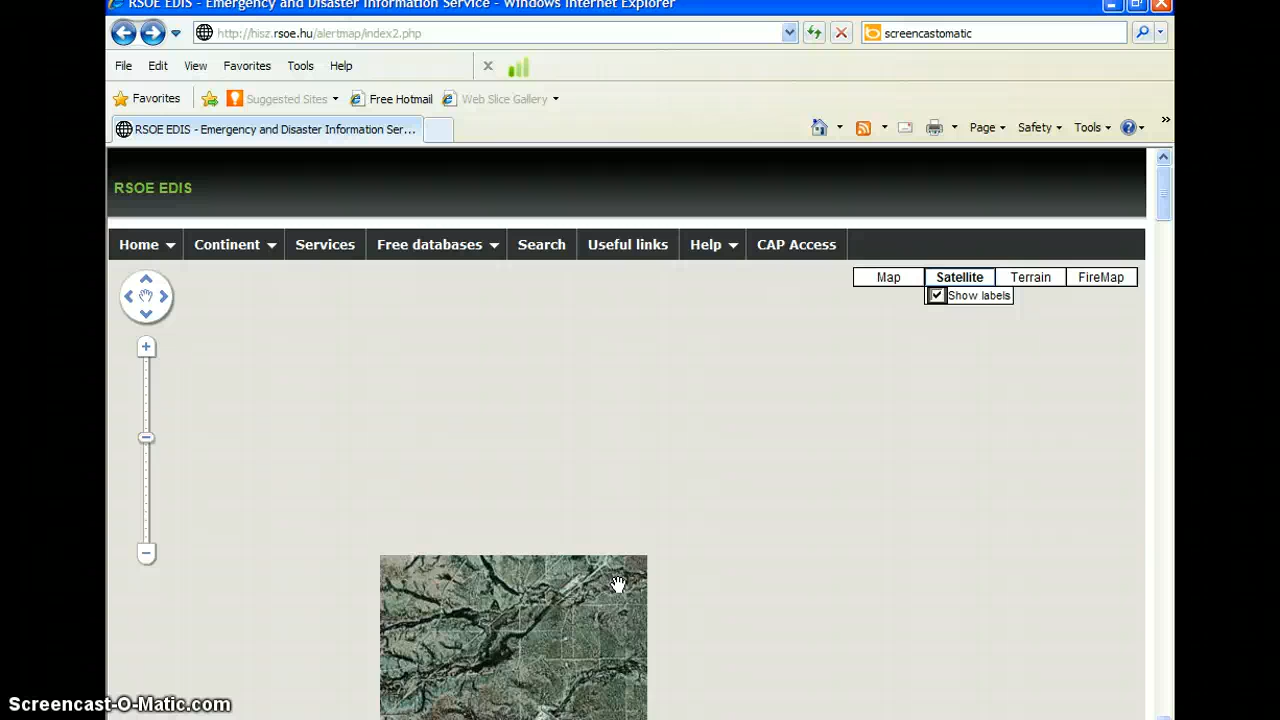 RSOE EDIS - Emergency and Disaster Information Service - Windows Internet Explorer
http://hisz.rsoe.hu/alertmap/index2.php
screencastomatic
File Edit View Favorites Tools Help
Favorites Suggested Sites Free Hotmail Web Slice Gallery
RSOE EDIS - Emergency and Disaster Information Ser...
Page Safety Tools
RSOE EDIS
Home Continent Services Free databases Search Useful links Help CAP Access
Map Satellite Terrain FireMap
Show labels
Screencast-O-Matic.com